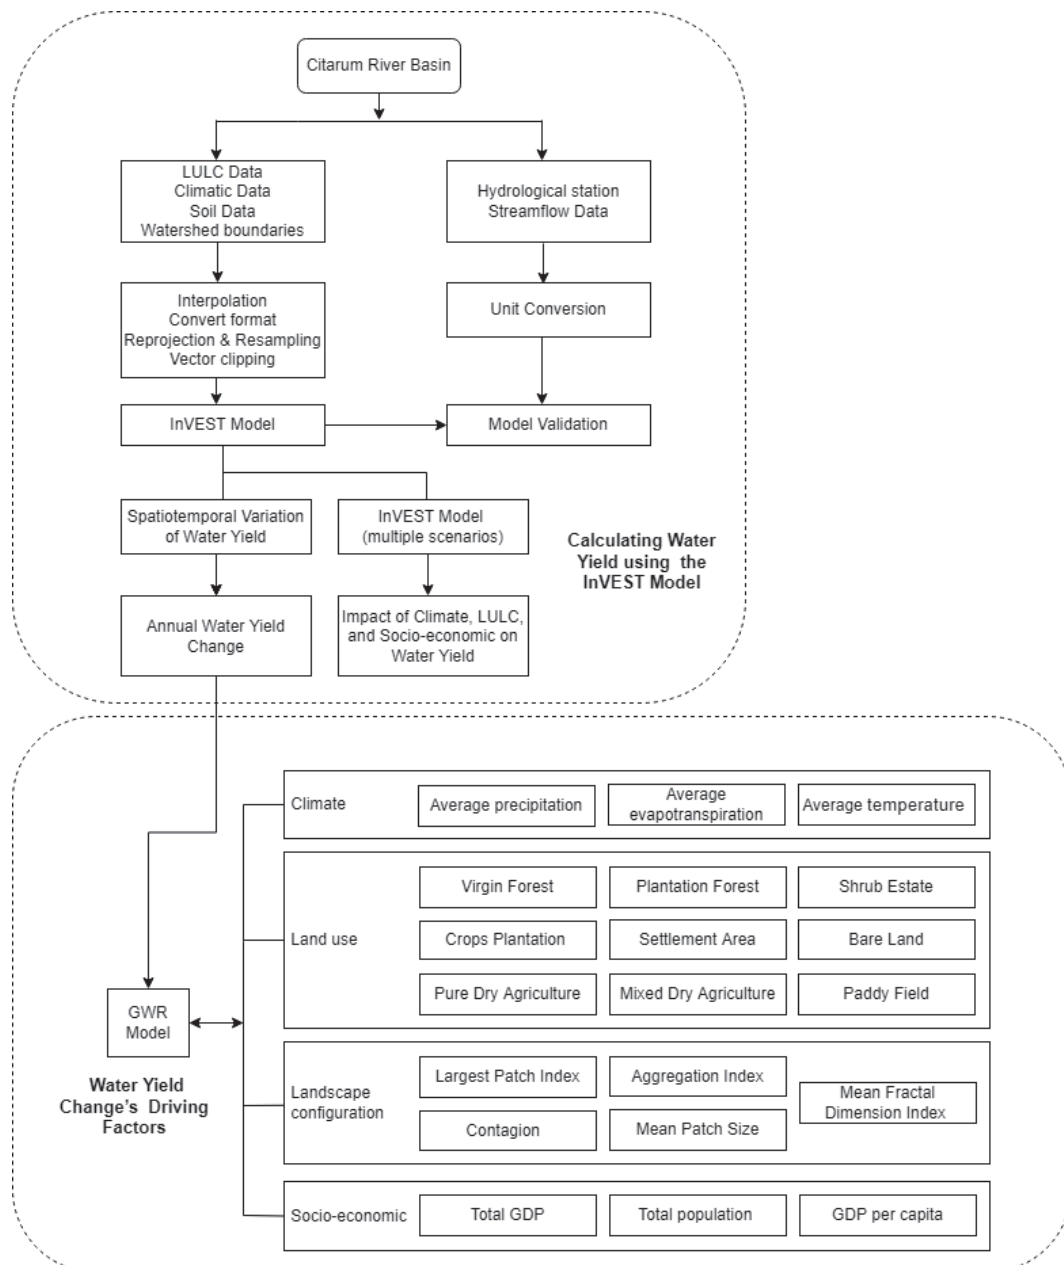 Citarum River Basin
LULC Data
Climatic Data
Soil Data
Watershed boundaries
Hydrological station
Streamflow Data
Interpolation
Convert format
Reprojection & Resampling
Vector clipping
Unit Conversion
InVEST Model
Model Validation
Spatiotemporal Variation
of Water Yield
InVEST Model
(multiple scenarios)
Calculating Water
Yield using the
InVEST Model
Annual Water Yield
Change
Impact of Climate, LULC,
and Socio-economic on
Water Yield
Climate
Average precipitation
Average
evapotranspiration
Average temperature
Land use
Virgin Forest
Plantation Forest
Shrub Estate
Crops Plantation
Settlement Area
Bare Land
Pure Dry Agriculture
Mixed Dry Agriculture
Paddy Field
GWR
Model
Water Yield
Change's Driving
Factors
Landscape
configuration
Largest Patch Index
Aggregation Index
Mean Fractal
Dimension Index
Contagion
Mean Patch Size
Socio-economic
Total GDP
Total population
GDP per capita